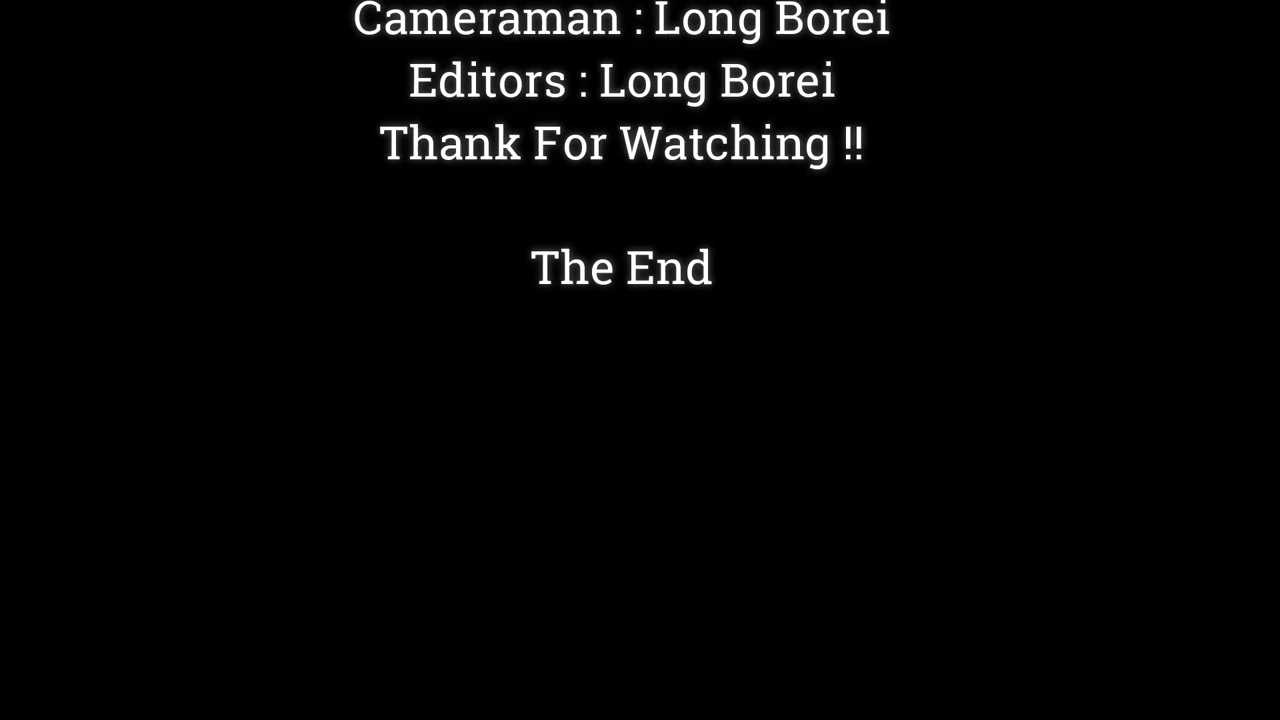 Cameraman : Long Borei
Editors : Long Borei
Thank For Watching !!
The End